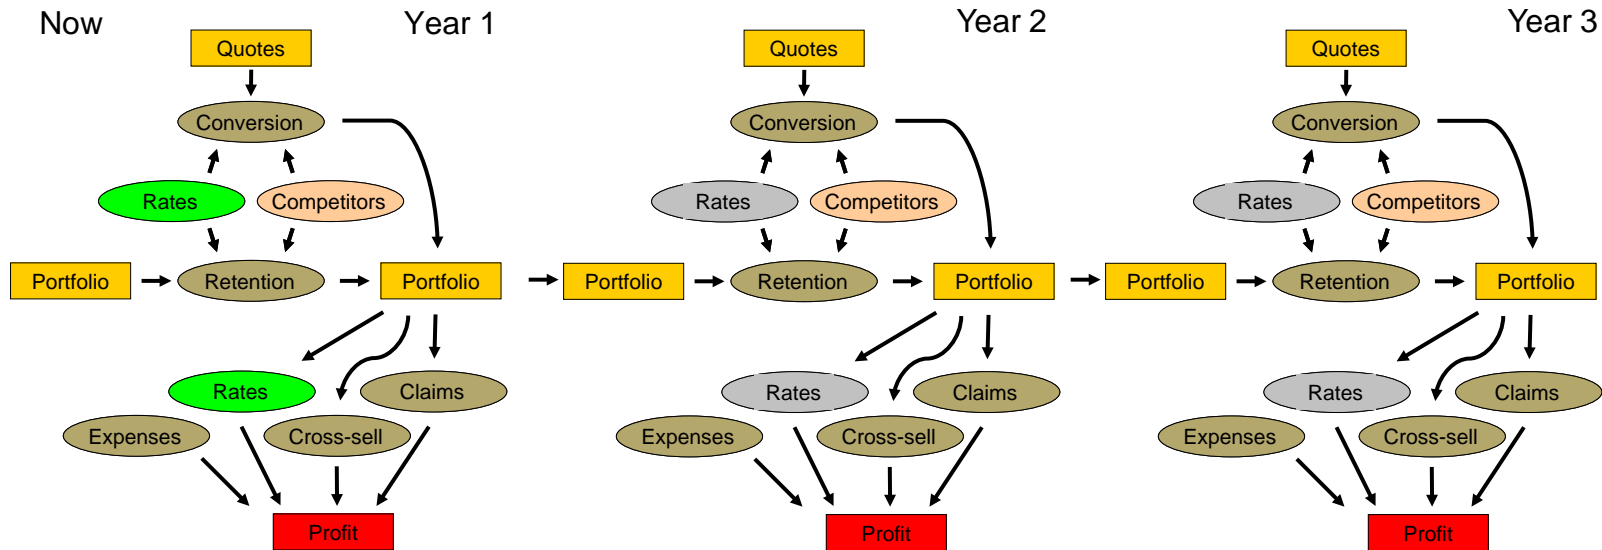 Now
Year 1
Year 2
Year 3
Quotes
Quotes
Quotes
Conversion
Conversion
Conversion
Rates
Competitors
Rates
Competitors
Rates
Competitors
Portfolio
Retention
Portfolio
Portfolio
Retention
Portfolio
Portfolio
Retention
Portfolio
Rates
Claims
Rates
Claims
Rates
Claims
Expenses
Cross-sell
Expenses
Cross-sell
Expenses
Cross-sell
Profit
Profit
Profit